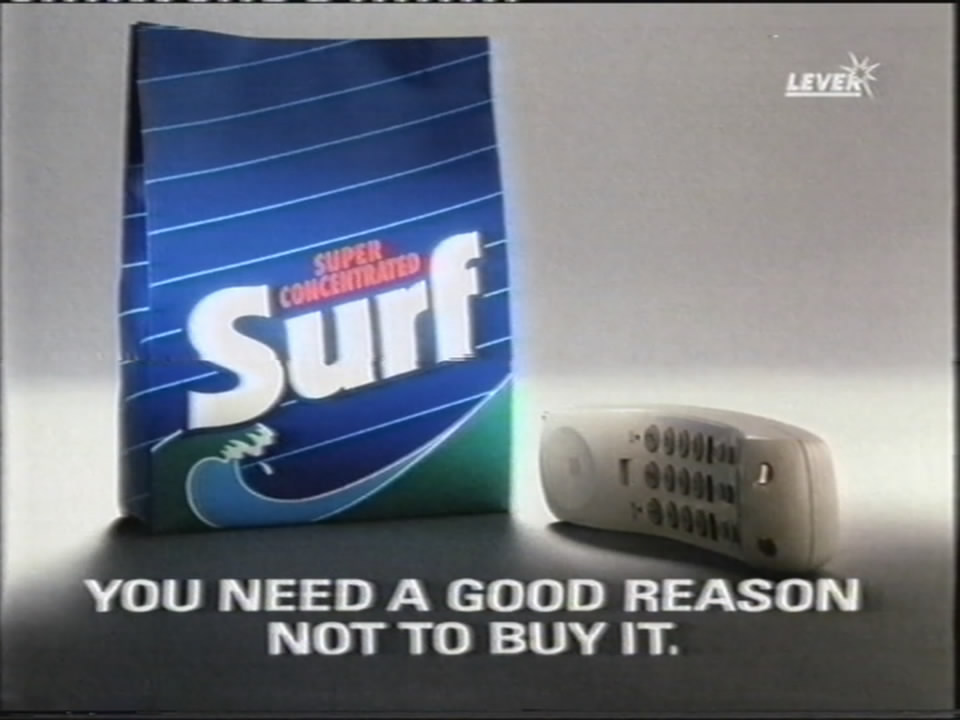 LEVER
SUPER
CONCENTRATED
Surf
YOU NEED A GOOD REASON
NOT TO BUY IT.